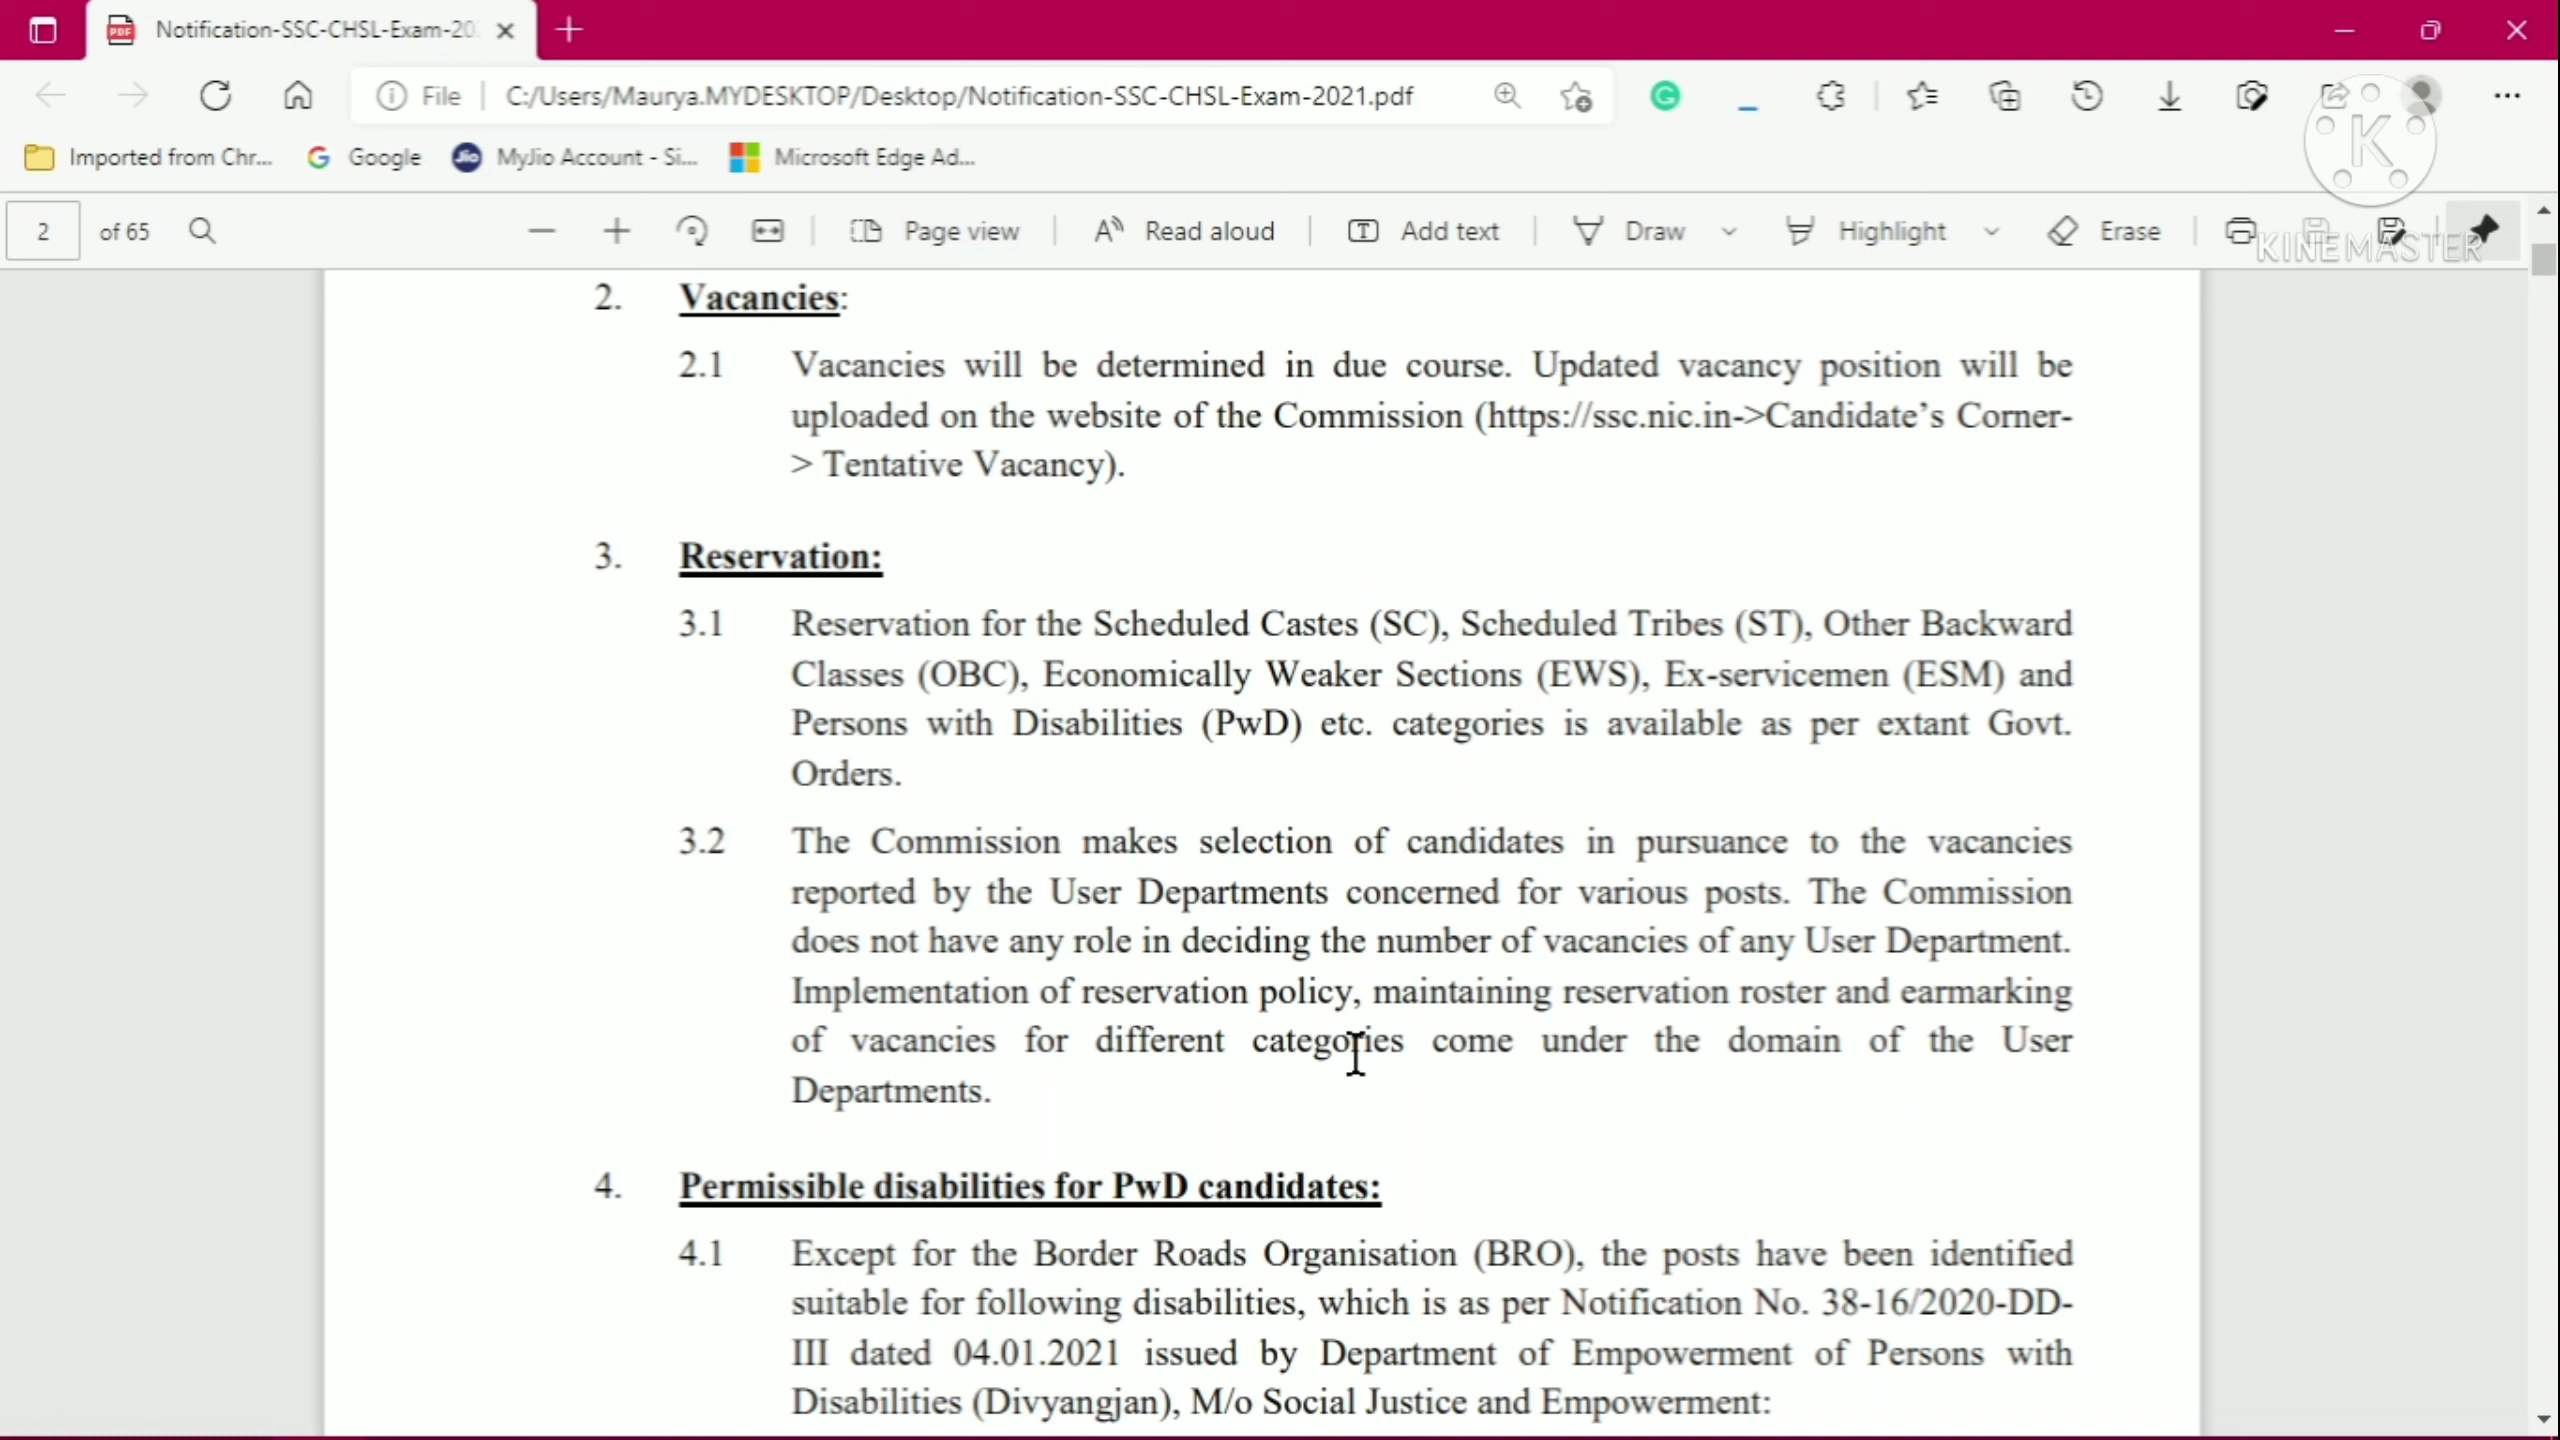 Notification-SSC-CHSL-Exam-20
File C:/Users/Maurya.MYDESKTOP/Desktop/Notification-SSC-CHSL-Exam-2021.pdf
Imported from Chr... Google MyJio Account - Si... Microsoft Edge Ad...
K
2 of 65 Page view Read aloud Add text Draw Highlight Erase
KINEMASTER
2. Vacancies:
2.1 Vacancies will be determined in due course. Updated vacancy position will be
uploaded on the website of the Commission (https://ssc.nic.in->Candidate’s Corner-
> Tentative Vacancy).
3. Reservation:
3.1 Reservation for the Scheduled Castes (SC), Scheduled Tribes (ST), Other Backward
Classes (OBC), Economically Weaker Sections (EWS), Ex-servicemen (ESM) and
Persons with Disabilities (PwD) etc. categories is available as per extant Govt.
Orders.
3.2 The Commission makes selection of candidates in pursuance to the vacancies
reported by the User Departments concerned for various posts. The Commission
does not have any role in deciding the number of vacancies of any User Department.
Implementation of reservation policy, maintaining reservation roster and earmarking
of vacancies for different categories come under the domain of the User
Departments.
4. Permissible disabilities for PwD candidates:
4.1 Except for the Border Roads Organisation (BRO), the posts have been identified
suitable for following disabilities, which is as per Notification No. 38-16/2020-DD-
III dated 04.01.2021 issued by Department of Empowerment of Persons with
Disabilities (Divyangjan), M/o Social Justice and Empowerment: